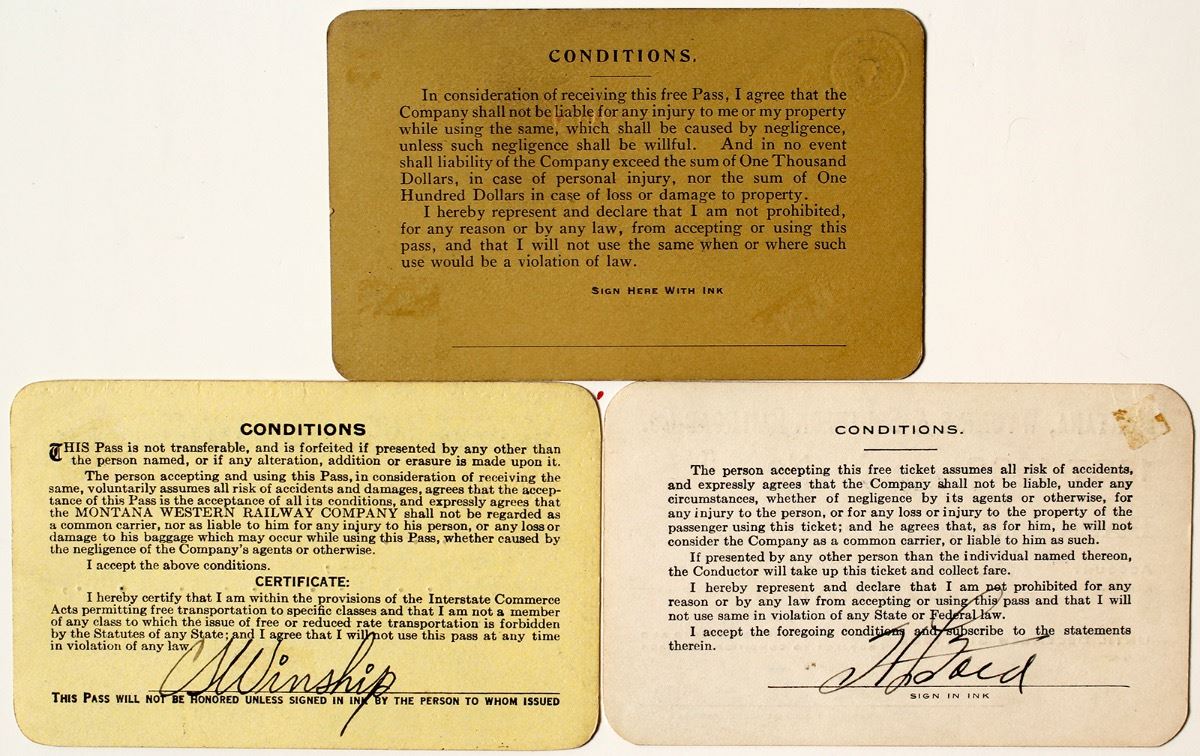 CONDITIONS.
In consideration of receiving this free Pass, I agree that the
Company shall not be liable for any injury to me or my property
while using the same, which shall be caused by negligence,
unless such negligence shall be willful. And in no event
shall liability of the Company exceed the sum of One Thousand
Dollars, in case of personal injury, nor the sum of One
Hundred Dollars in case of loss or damage to property.
I hereby represent and declare that I am not prohibited,
for any reason or by any law, from accepting or using this
pass, and that I will not use the same when or where such
use would be a violation of law.
SIGN HERE WITH INK
CONDITIONS
THIS Pass is not transferable, and is forfeited if presented by any other than
the person named, or if any alteration, addition or erasure is made upon it.
The person accepting and using this Pass, in consideration of receiving the
same, voluntarily assumes all risk of accidents and damages, agrees that the accep-
tance of this Pass is the acceptance of all its conditions, and expressly agrees that
the MONTANA WESTERN RAILWAY COMPANY shall not be regarded as
a common carrier, nor as liable to him for any injury to his person, or any loss or
damage to his baggage which may occur while using this Pass, whether caused by
the negligence of the Company's agents or otherwise.
I accept the above conditions.
CERTIFICATE:
I hereby certify that I am within the provisions of the Interstate Commerce
Acts permitting free transportation to specific classes and that I am not a member
of any class to which the issue of free or reduced rate transportation is forbidden
by the Statutes of any State; and I agree that I will not use this pass at any time
in violation of any law.
Winship
THIS PASS WILL NOT BE HONORED UNLESS SIGNED IN INK BY THE PERSON TO WHOM ISSUED
CONDITIONS.
The person accepting this free ticket assumes all risk of accidents,
and expressly agrees that the Company shall not be liable, under any
circumstances, whether of negligence by its agents or otherwise, for
any injury to the person, or for any loss or injury to the property of the
passenger using this ticket; and he agrees that, as for him, he will not
consider the Company as a common carrier, or liable to him as such.
If presented by any other person than the individual named thereon,
the Conductor will take up this ticket and collect fare.
I hereby represent and declare that I am not prohibited for any
reason or by any law from accepting or using this pass and that I will
not use same in violation of any State or Federal law.
I accept the foregoing conditions and subscribe to the statements
therein.
SIGN IN INK